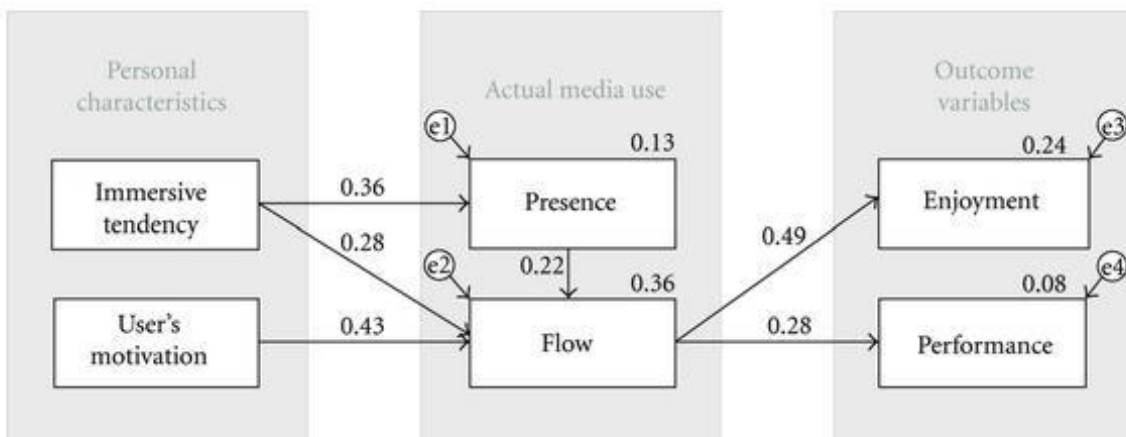 Personal
characteristics
Actual media use
Outcome
variables
e1
0.13
0.24
e3
Immersive
tendency
0.36
Presence
Enjoyment
0.28
0.49
e2
0.22
0.36
0.08
e4
User's
motivation
0.43
Flow
0.28
Performance